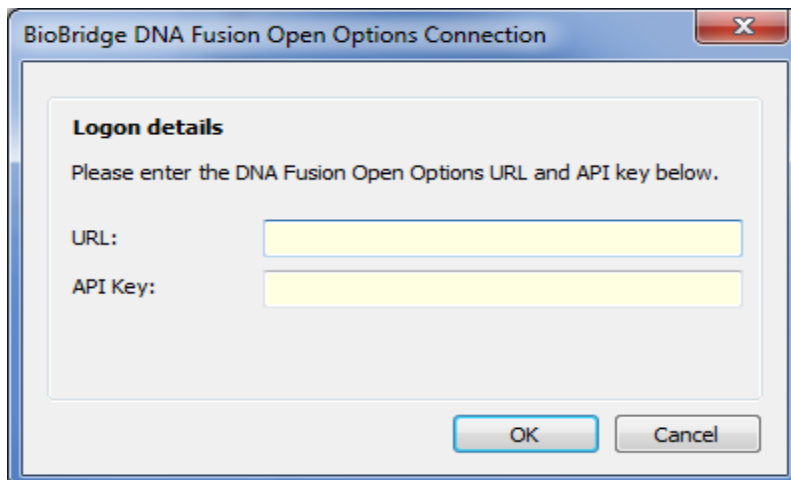 BioBridge DNA Fusion Open Options Connection
Logon details
Please enter the DNA Fusion Open Options URL and API key below.
URL:
API Key:
OK
Cancel